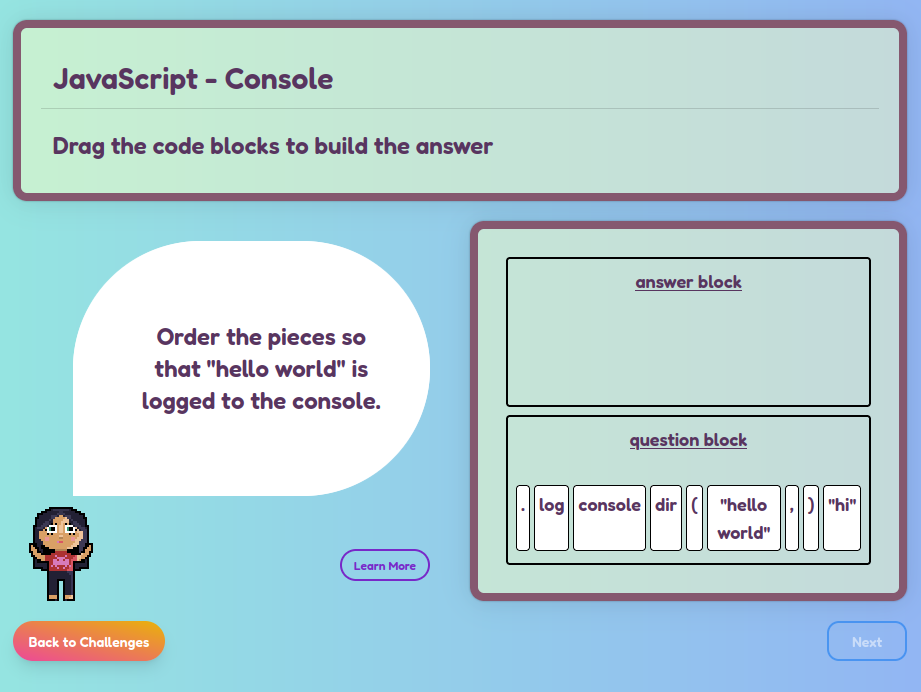 JavaScript - Console
Drag the code blocks to build the answer
Order the pieces so
that "hello world" is
logged to the console.
answer block
question block
. log console dir ( "hello , ) "hi"
world"
Learn More
Back to Challenges
Next